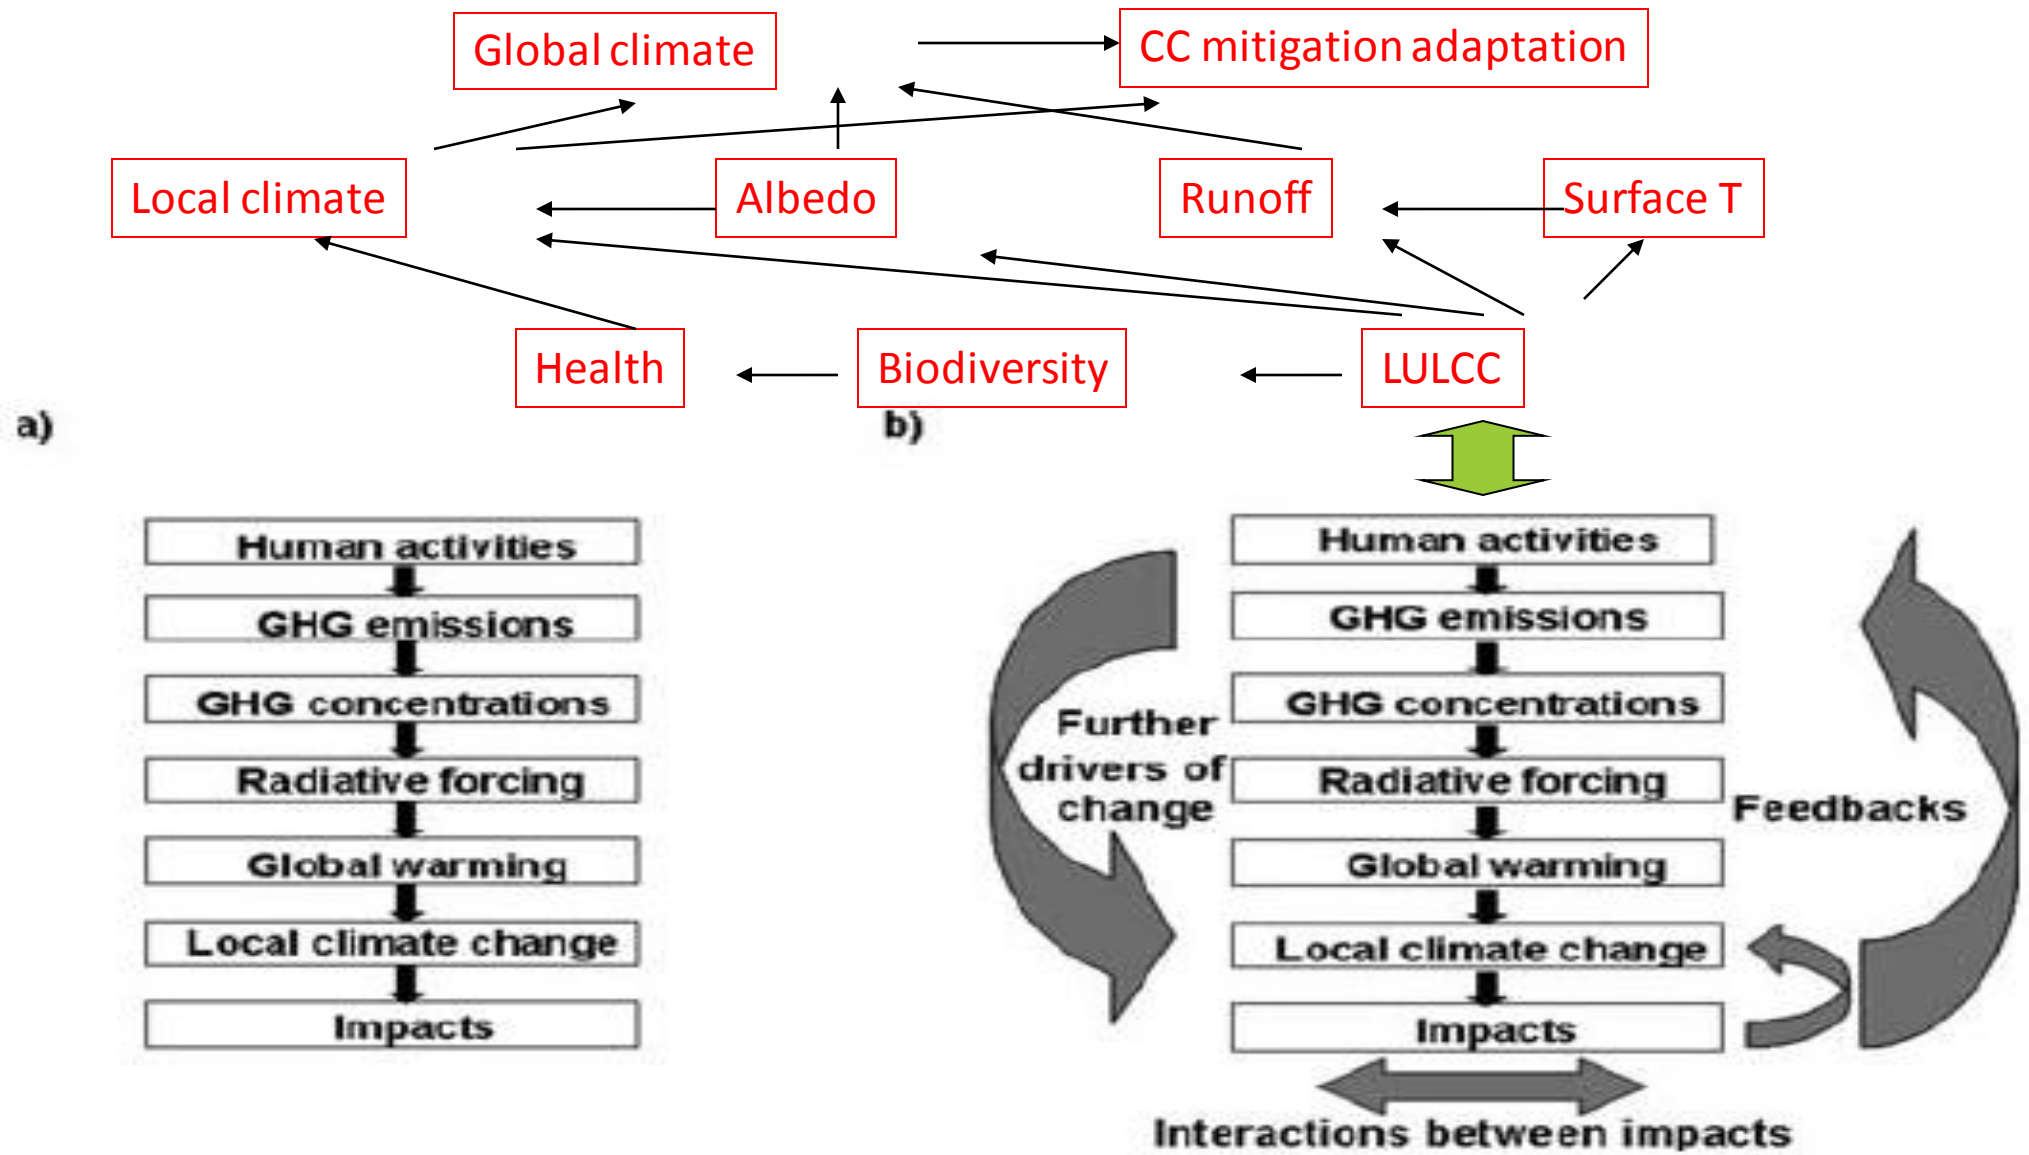 Global climate
CC mitigation adaptation
Local climate
Albedo
Runoff
Surface T
Health
Biodiversity
LULCC
a)
Human activities
GHG emissions
GHG concentrations
Radiative forcing
Global warming
Local climate change
Impacts
b)
Human activities
GHG emissions
GHG concentrations
Radiative forcing
Global warming
Local climate change
Impacts
Further
drivers of
change
Feedbacks
Interactions between impacts